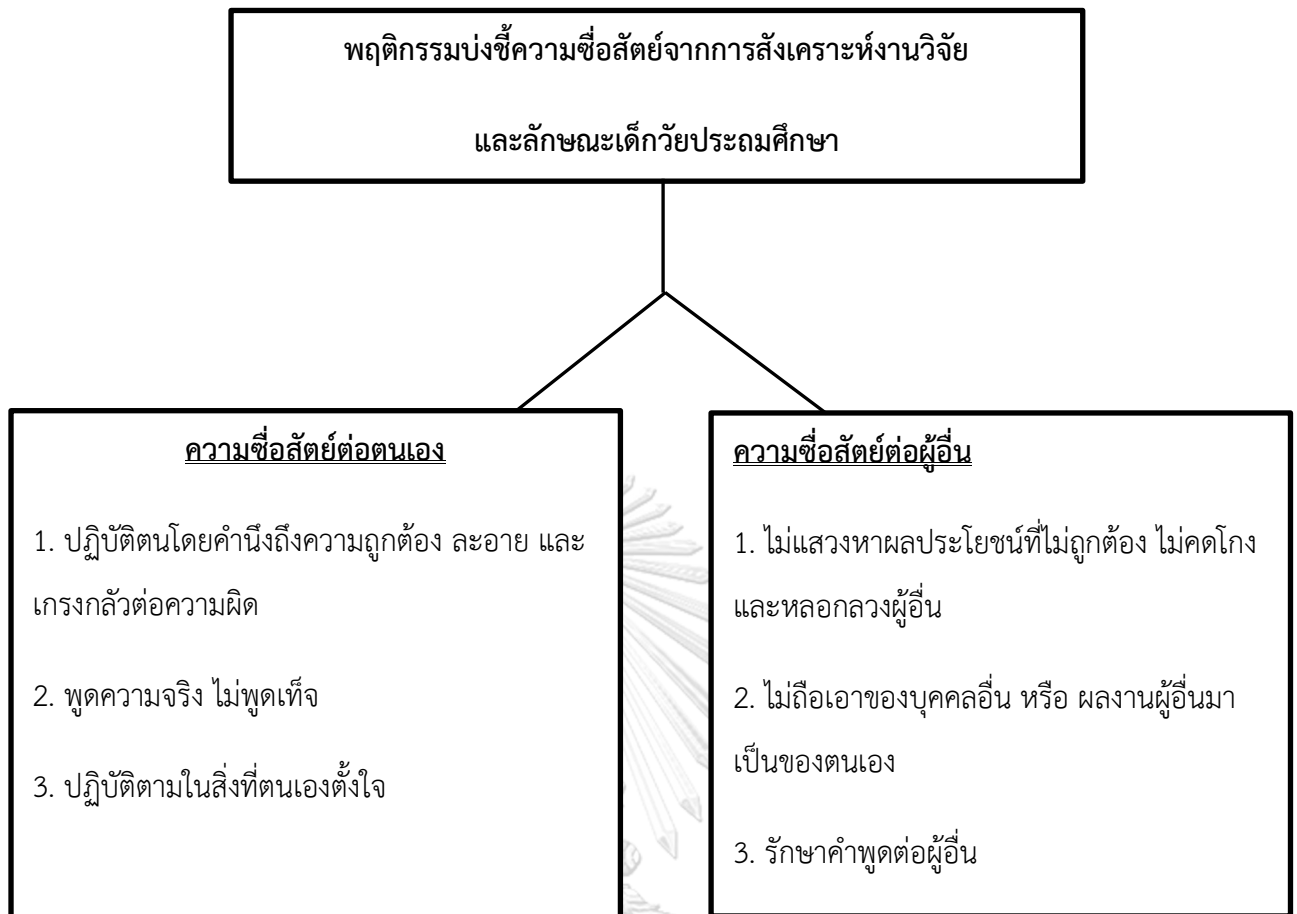 พฤติกรรมบ่งชี้ความซื่อสัตย์จากการสังเคราะห์งานวิจัย
และลักษณะเด็กวัยประถมศึกษา
ความซื่อสัตย์ต่อตนเอง
1. ปฏิบัติตนโดยคำนึงถึงความถูกต้อง ละอาย และ
เกรงกลัวต่อความผิด
2. พูดความจริง ไม่พูดเท็จ
3. ปฏิบัติตามในสิ่งที่ตนเองตั้งใจ
ความซื่อสัตย์ต่อผู้อื่น
1. ไม่แสวงหาผลประโยชน์ที่ไม่ถูกต้อง ไม่คดโกง
และหลอกลวงผู้อื่น
2. ไม่ถือเอาของบุคคลอื่น หรือ ผลงานผู้อื่นมา
เป็นของตนเอง
3. รักษาคำพูดต่อผู้อื่น